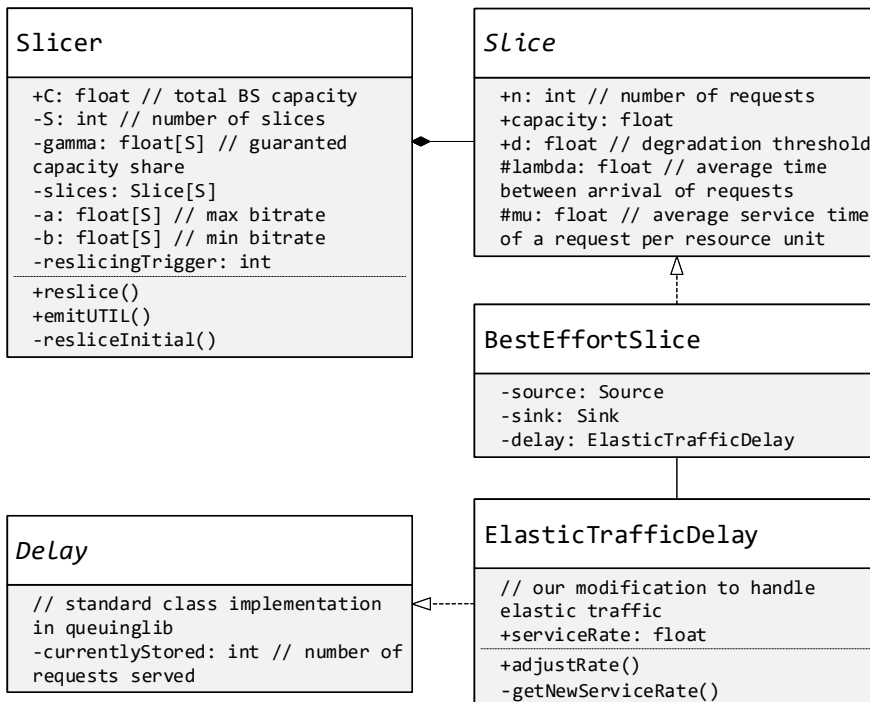 Slicer
+C: float // total BS capacity
-S: int // number of slices
-gamma: float[S] // guaranted
capacity share
-slices: Slice[S]
-a: float[S] // max bitrate
-b: float[S] // min bitrate
-reslicingTrigger: int
+reslice()
+emitUTIL()
-resliceInitial()
Slice
+n: int // number of requests
+capacity: float
+d: float // degradation threshold
#lambda: float // average time
between arrival of requests
#mu: float // average service time
of a request per resource unit
BestEffortSlice
-source: Source
-sink: Sink
-delay: ElasticTrafficDelay
Delay
// standard class implementation
in queuinglib
-currentlyStored: int // number of
requests served
ElasticTrafficDelay
// our modification to handle
elastic traffic
+serviceRate: float
+adjustRate()
-getNewServiceRate()